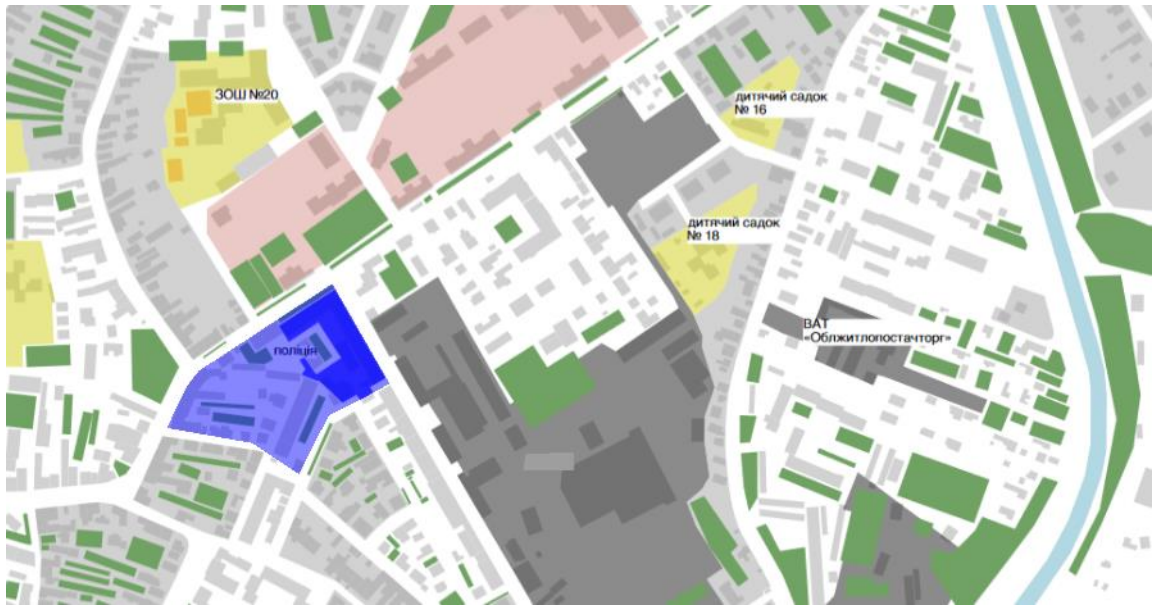 ЗОШ №20
дитячий садок
№ 16
дитячий садок
№ 18
ВАТ
«Облжитлопостачторг»
поліція